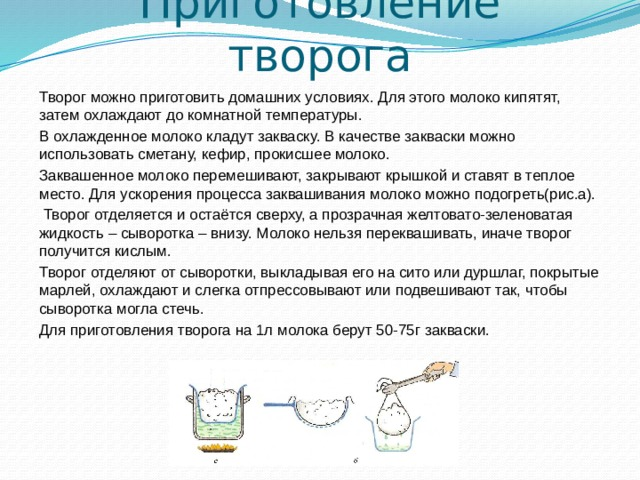 Приготовление
творога
Творог можно приготовить домашних условиях. Для этого молоко кипятят,
затем охлаждают до комнатной температуры.
В охлажденное молоко кладут закваску. В качестве закваски можно
использовать сметану, кефир, прокисшее молоко.
Заквашенное молоко перемешивают, закрывают крышкой и ставят в теплое
место. Для ускорения процесса заквашивания молоко можно подогреть(рис.а).
Творог отделяется и остаётся сверху, а прозрачная желтовато-зеленоватая
жидкость – сыворотка – внизу. Молоко нельзя переквашивать, иначе творог
получится кислым.
Творог отделяют от сыворотки, выкладывая его на сито или дуршлаг, покрытые
марлей, охлаждают и слегка отпрессовывают или подвешивают так, чтобы
сыворотка могла стечь.
Для приготовления творога на 1л молока берут 50-75г закваски.
а б